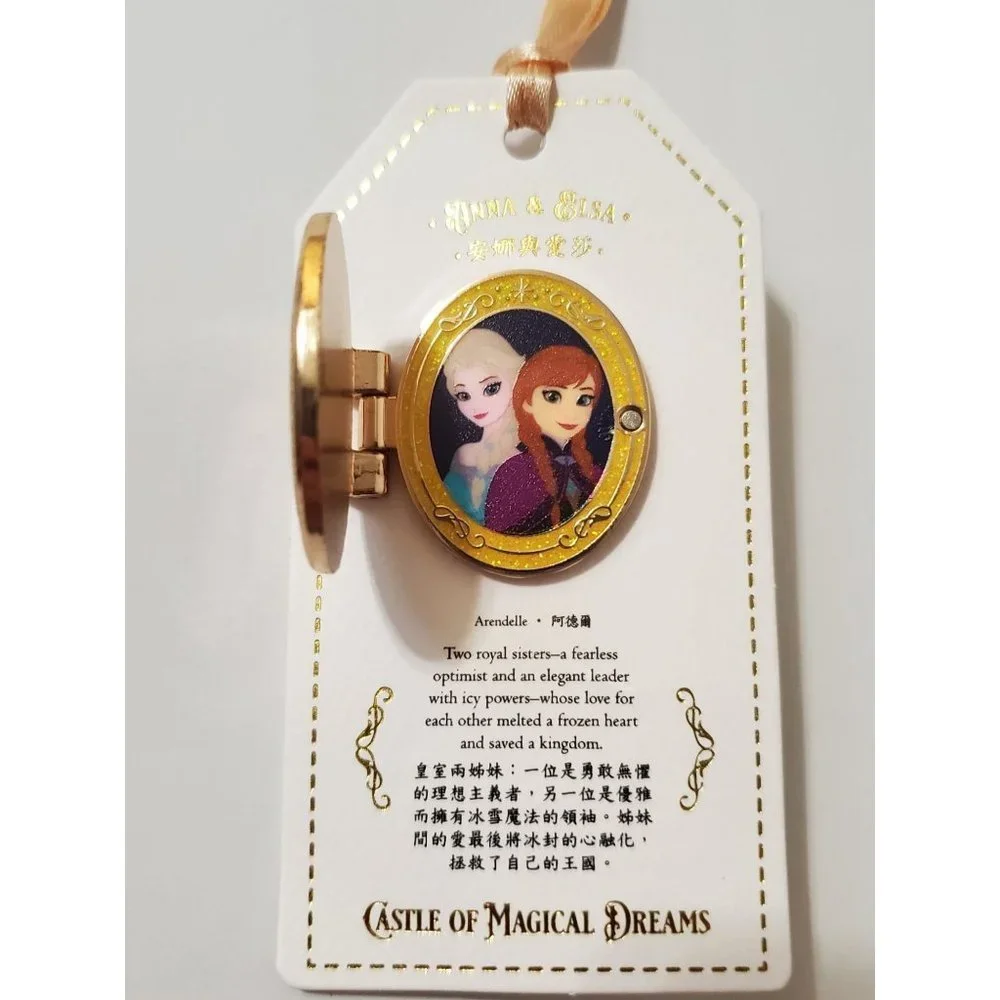 · ANNA & ELSA ·
· 安娜與愛莎 ·
Arendelle · 阿德爾
Two royal sisters—a fearless
optimist and an elegant leader
with icy powers—whose love for
each other melted a frozen heart
and saved a kingdom.
皇室兩姊妹：一位是勇敢無懼
的理想主義者，另一位是優雅
而擁有冰雪魔法的領袖。姊妹
間的愛最後將冰封的心融化，
拯救了自己的王國。
CASTLE OF MAGICAL DREAMS